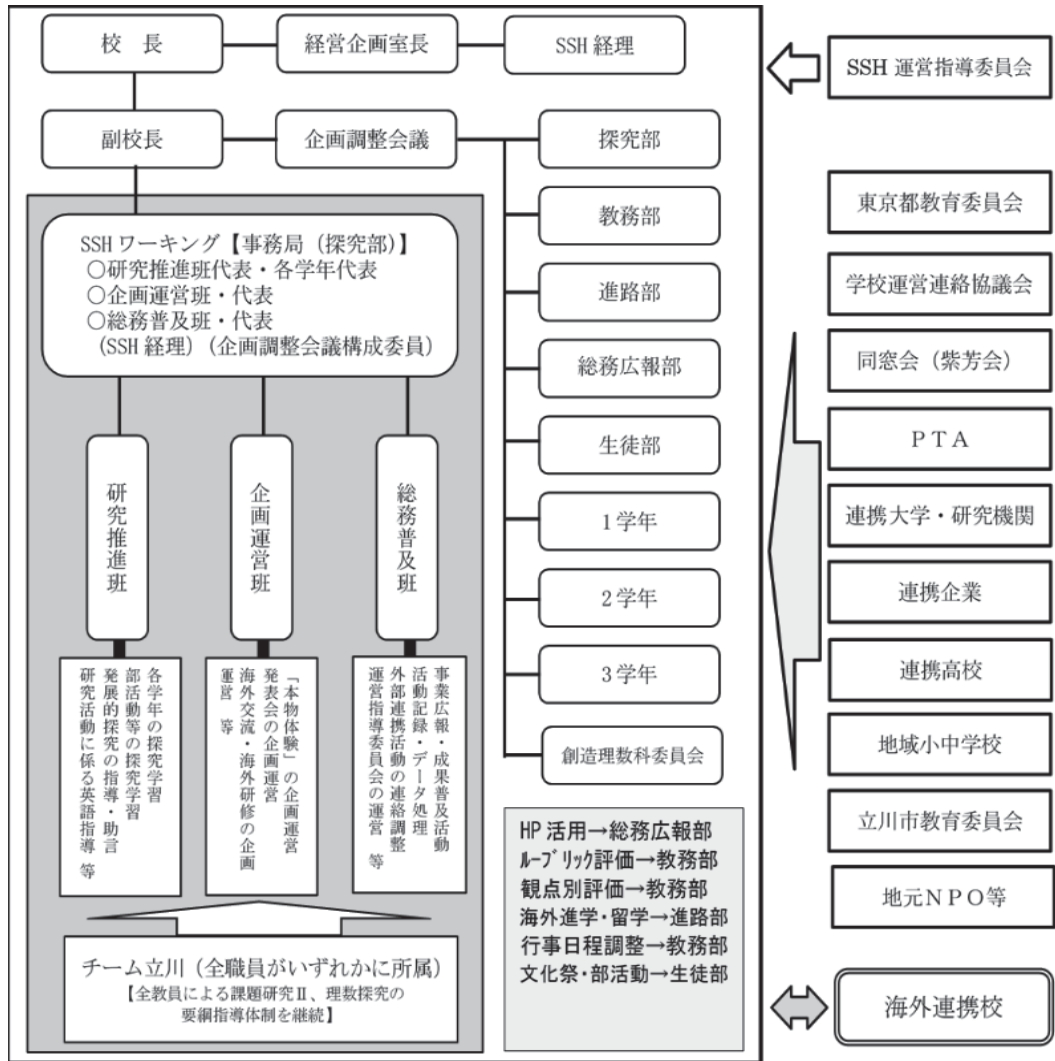 校　長
経営企画室長
SSH 経理
副校長
企画調整会議
探究部
教務部
進路部
総務広報部
生徒部
1 学年
2 学年
3 学年
創造理数科委員会
SSH ワーキング【事務局（探究部）】
○研究推進班代表・各学年代表
○企画運営班・代表
○総務普及班・代表
(SSH 経理)（企画調整会議構成委員）
研究推進班
企画運営班
総務普及班
各学年の探究学習
部活動等の探究学習
発展的探究の指導・助言
研究活動に係る英語指導　等
「本物体験」の企画運営
発表会の企画運営
海外交流・海外研修の企画
運営　等
事業広報・成果普及活動
活動記録・データ処理
外部連携活動の連絡調整
運営指導委員会の運営　等
チーム立川（全職員がいずれかに所属）
【全教員による課題研究Ⅱ、理数探究の
要綱指導体制を継続】
HP 活用→総務広報部
ﾙｰﾌﾞﾘｯｸ評価→教務部
観点別評価→教務部
海外進学・留学→進路部
行事日程調整→教務部
文化祭・部活動→生徒部
SSH 運営指導委員会
東京都教育委員会
学校運営連絡協議会
同窓会（紫芳会）
ＰＴＡ
連携大学・研究機関
連携企業
連携高校
地域小中学校
立川市教育委員会
地元ＮＰＯ等
海外連携校